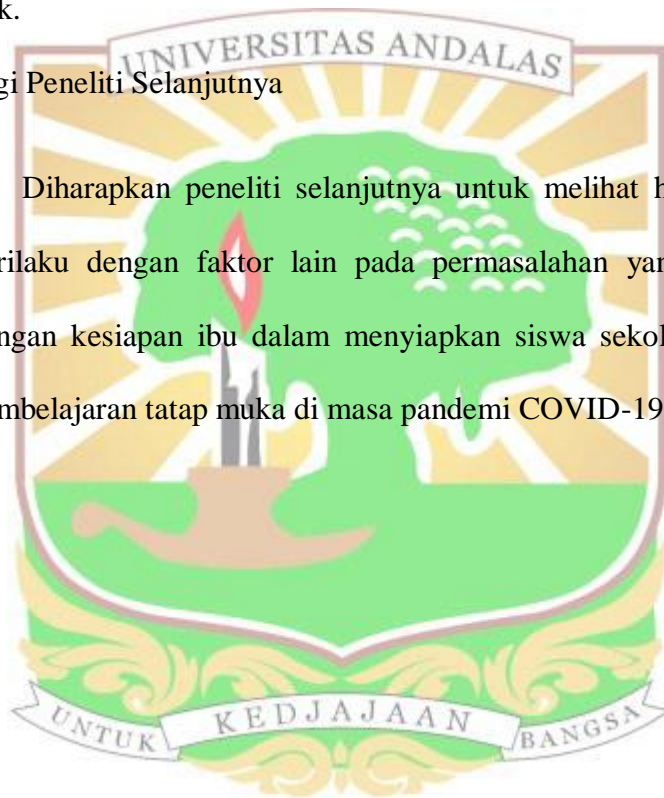 k.
UNIVERSITAS ANDALAS
gi Peneliti Selanjutnya
Diharapkan peneliti selanjutnya untuk melihat h
rilaku dengan faktor lain pada permasalahan yan
ngan kesiapan ibu dalam menyiapkan siswa sekol
mbelajaran tatap muka di masa pandemi COVID-19
UNTUK KEDJAJAAN BANGSA